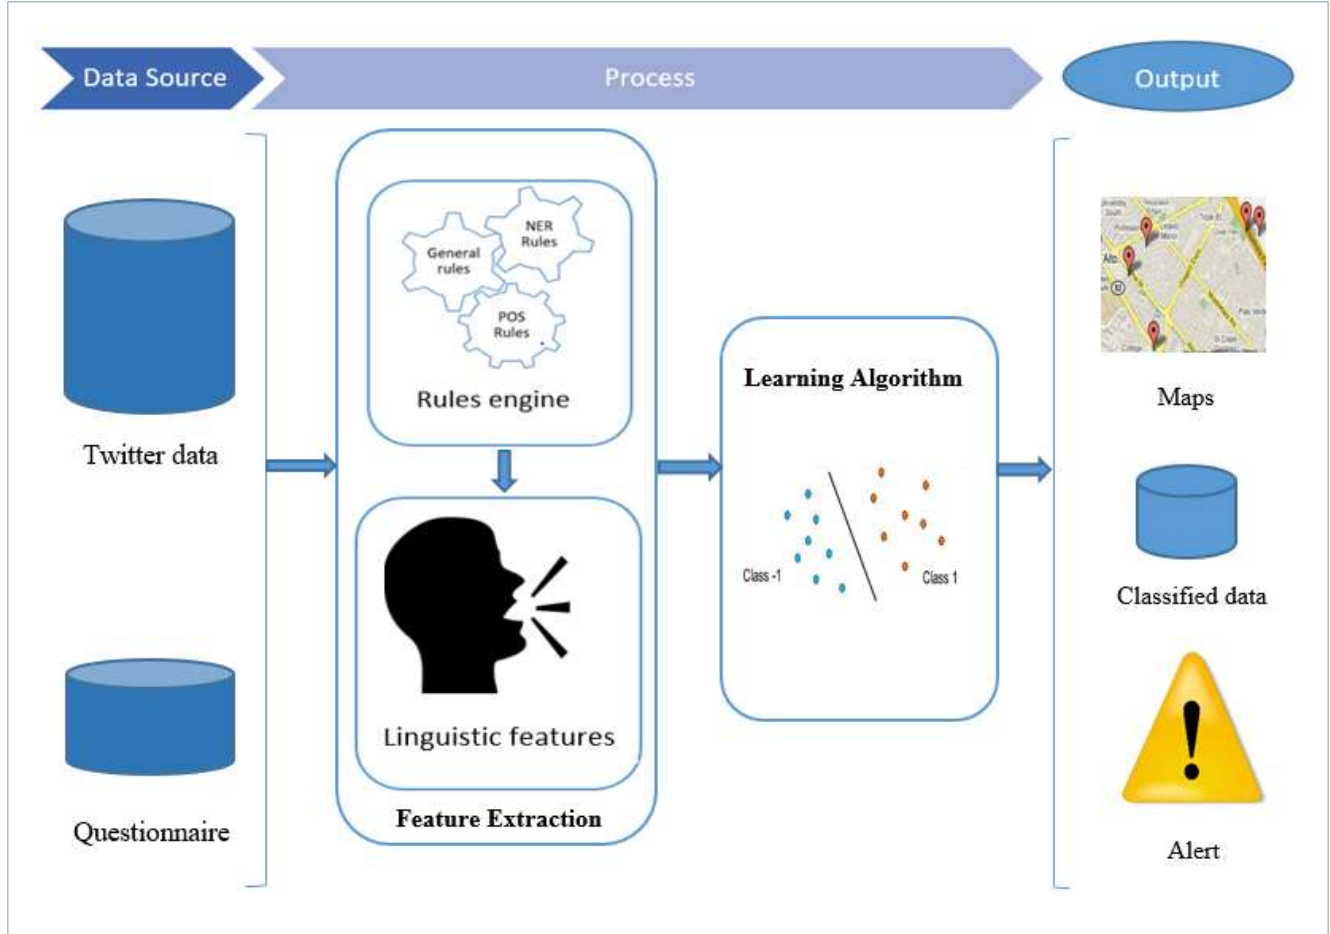 Data Source
Process
Output
Twitter data
Questionnaire
General
rules
NER
Rules
POS
Rules
Rules engine
Linguistic features
Feature Extraction
Learning Algorithm
Class -1
Class 1
Maps
Classified data
Alert